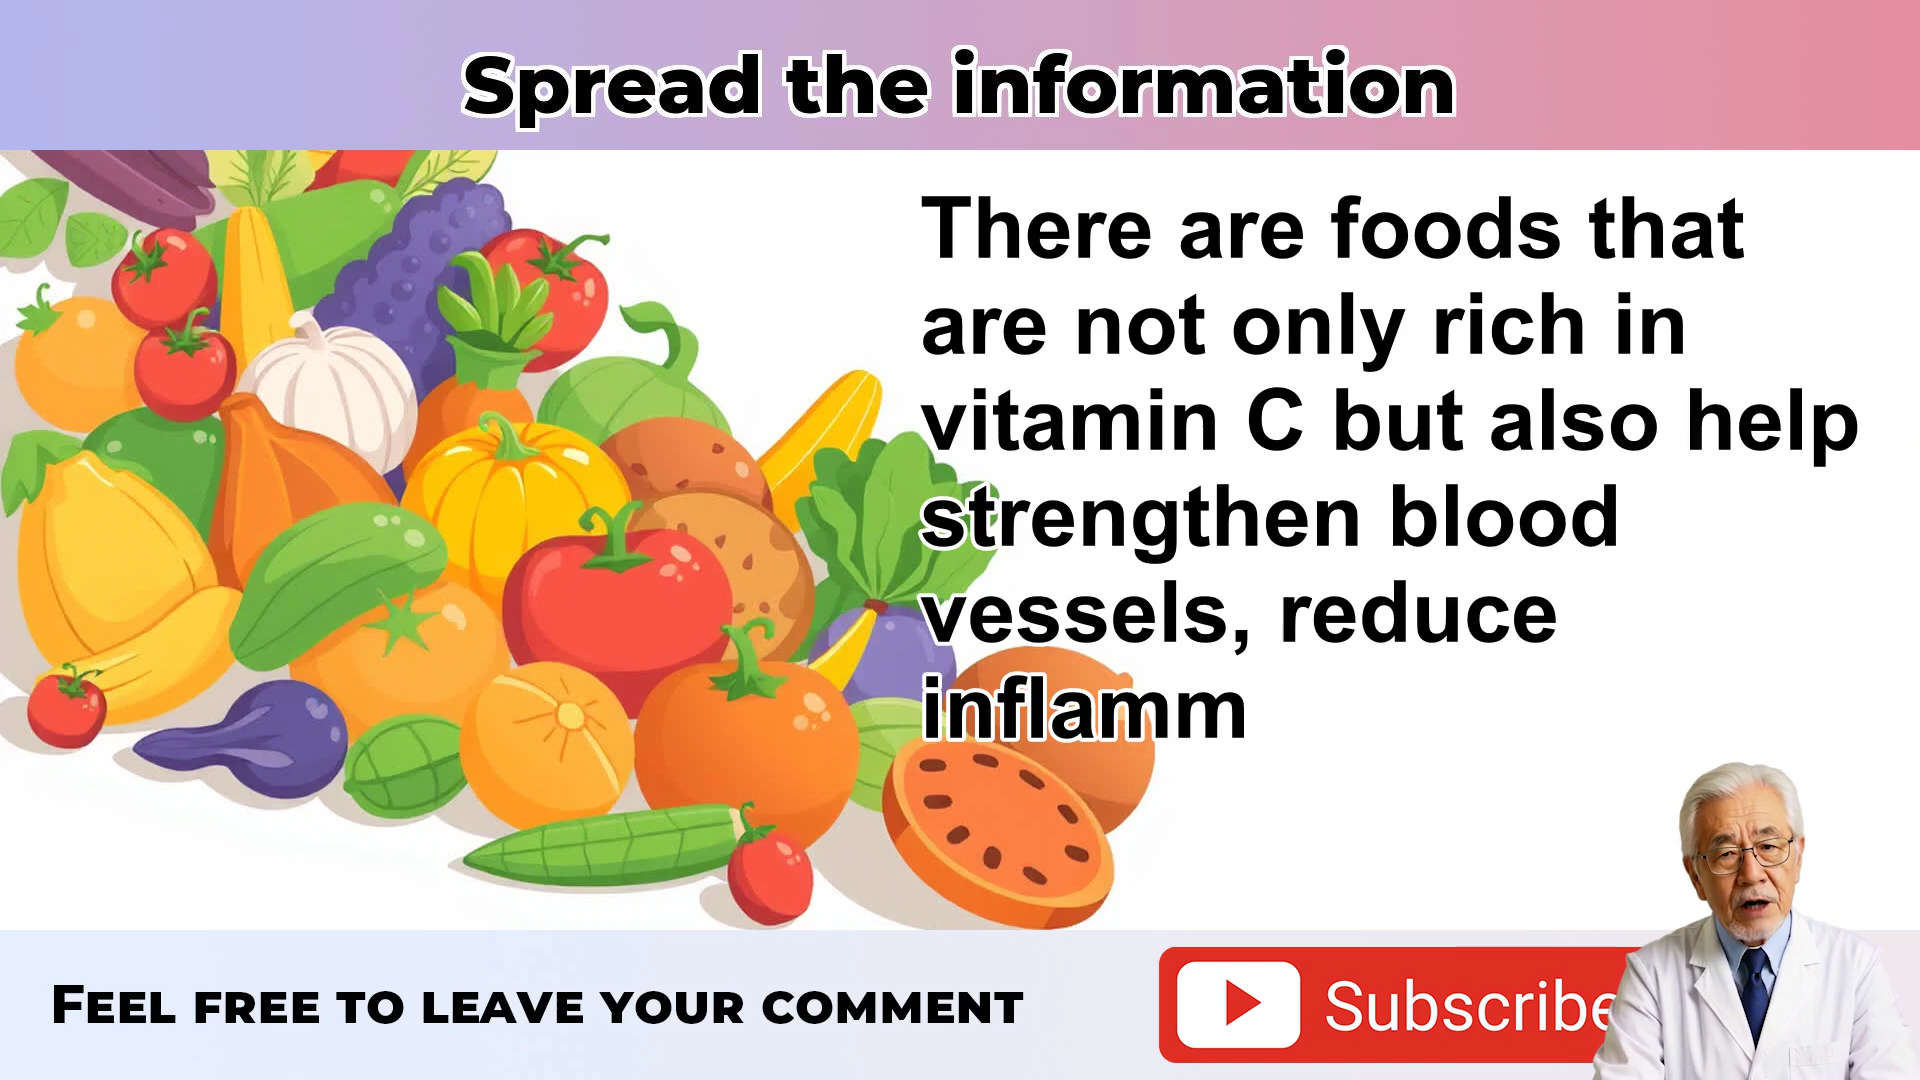 Spread the information
There are foods that
are not only rich in
vitamin C but also help
strengthen blood
vessels, reduce
inflamm
FEEL FREE TO LEAVE YOUR COMMENT
Subscribe